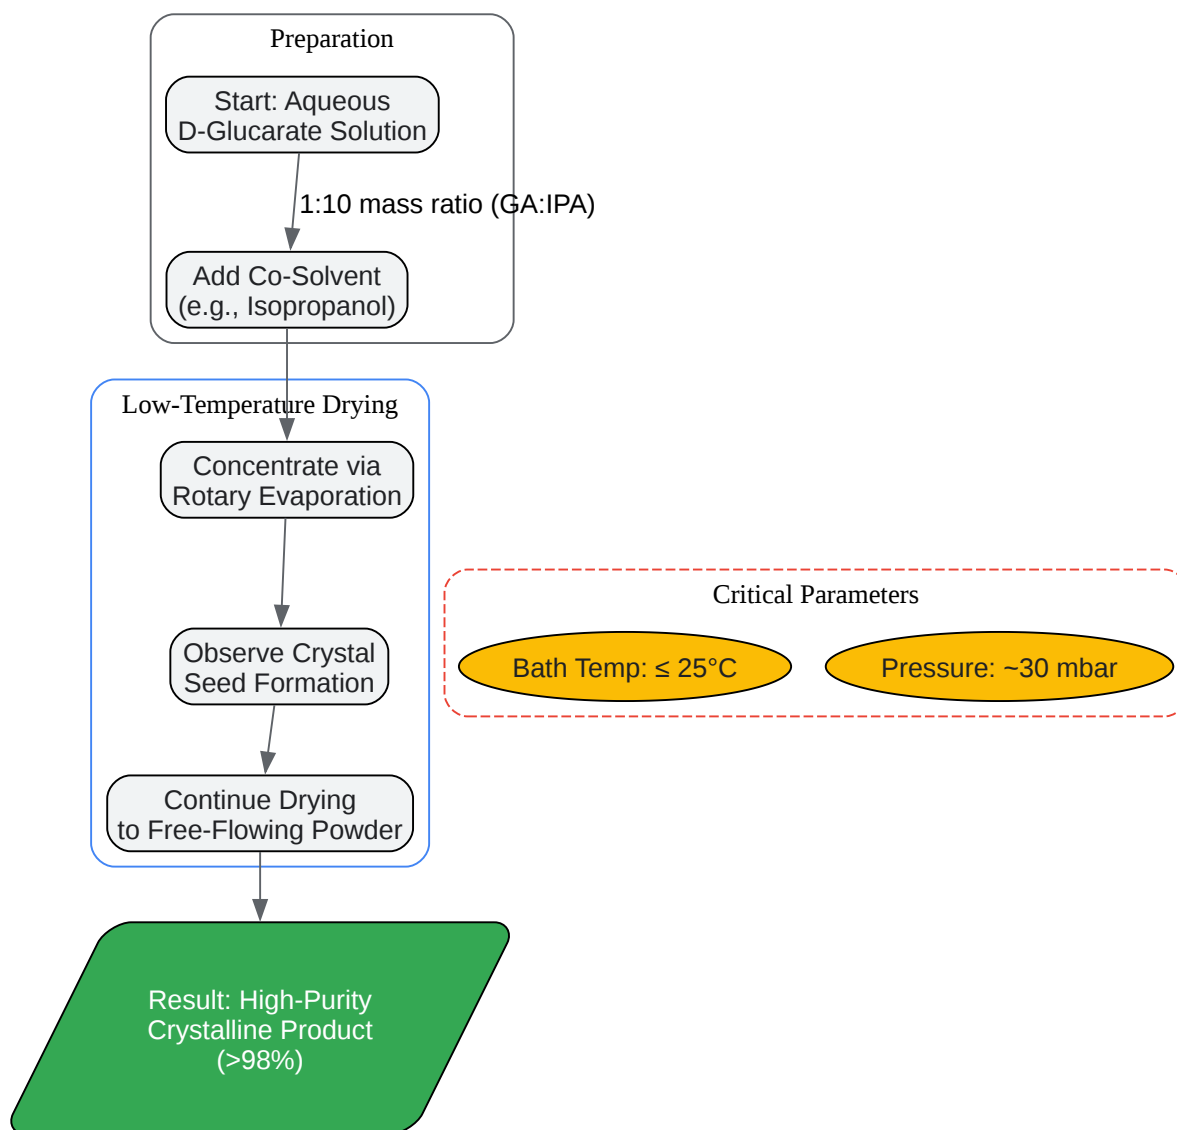 Preparation
Start: Aqueous
D-Glucarate Solution
1:10 mass ratio (GA:IPA)
Add Co-Solvent
(e.g., Isopropanol)
Low-Temperature Drying
Concentrate via
Rotary Evaporation
Observe Crystal
Seed Formation
Continue Drying
to Free-Flowing Powder
Critical Parameters
Bath Temp: ≤ 25°C
Pressure: ~30 mbar
Result: High-Purity
Crystalline Product
(>98%)